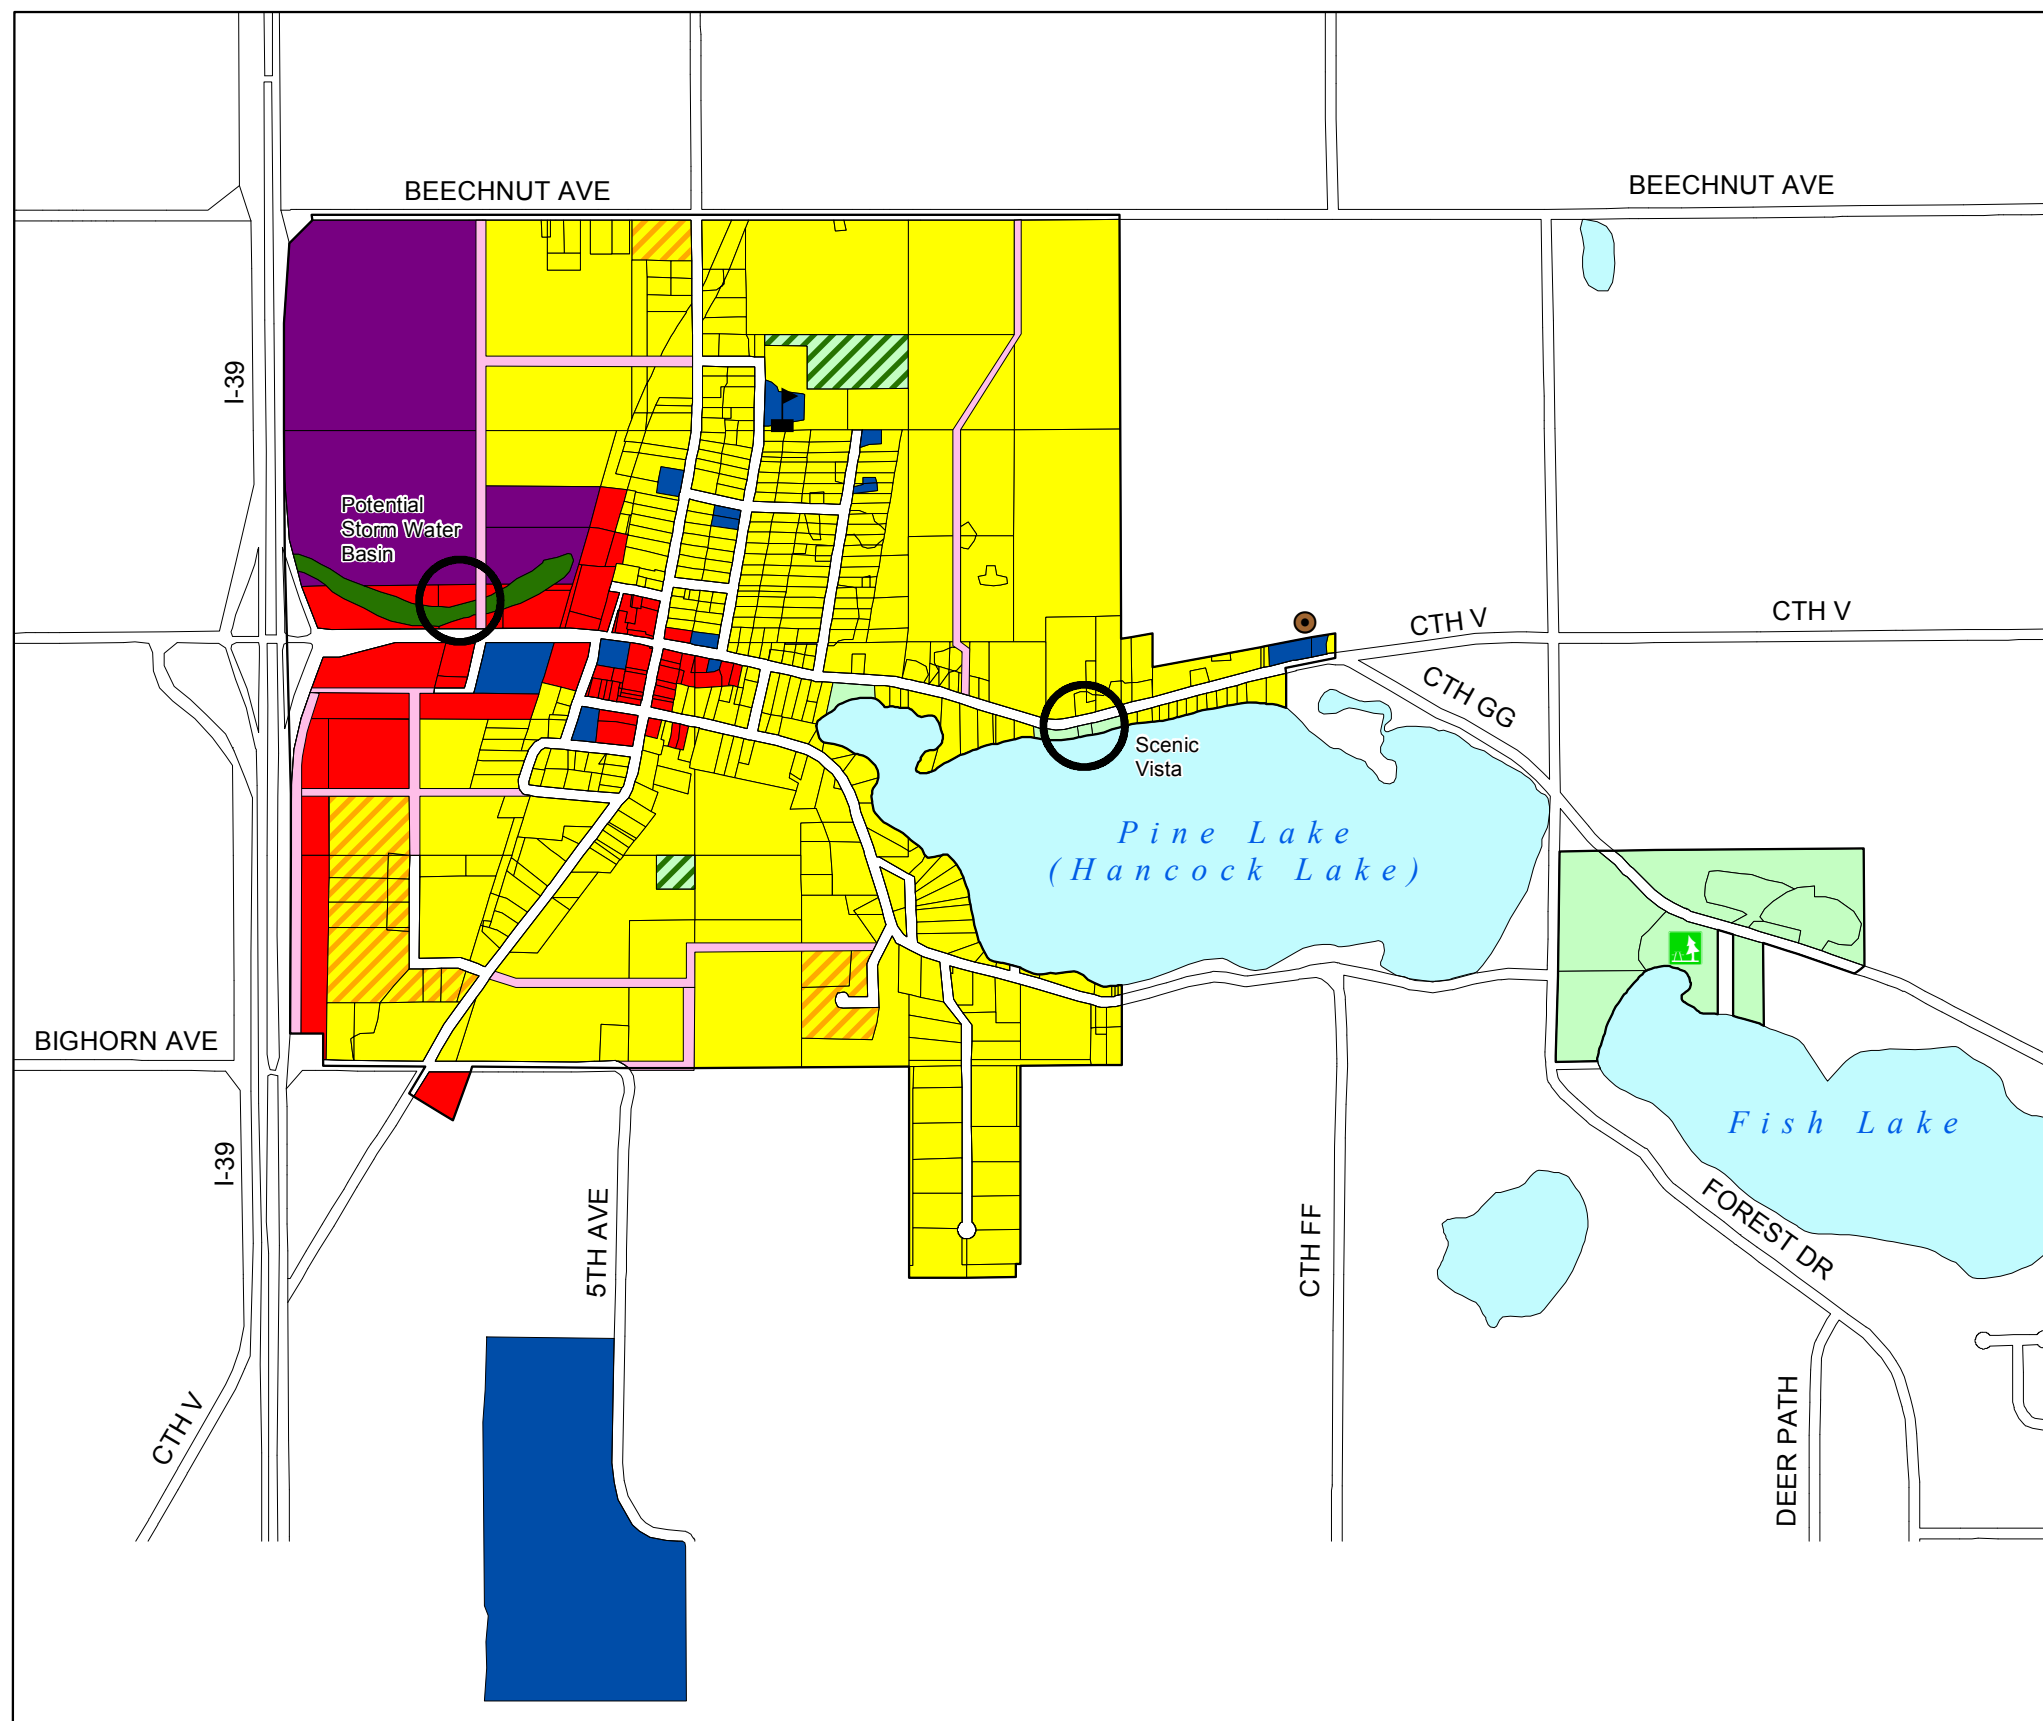 BEECHNUT AVE
BEECHNUT AVE
I-39
Potential
Storm Water
Basin
CTH V
CTH V
CTH GG
Scenic
Vista
Pine Lake
(Hancock Lake)
BIGHORN AVE
Fish Lake
I-39
5TH AVE
CTH FF
FOREST DR
CTH V
DEER PATH